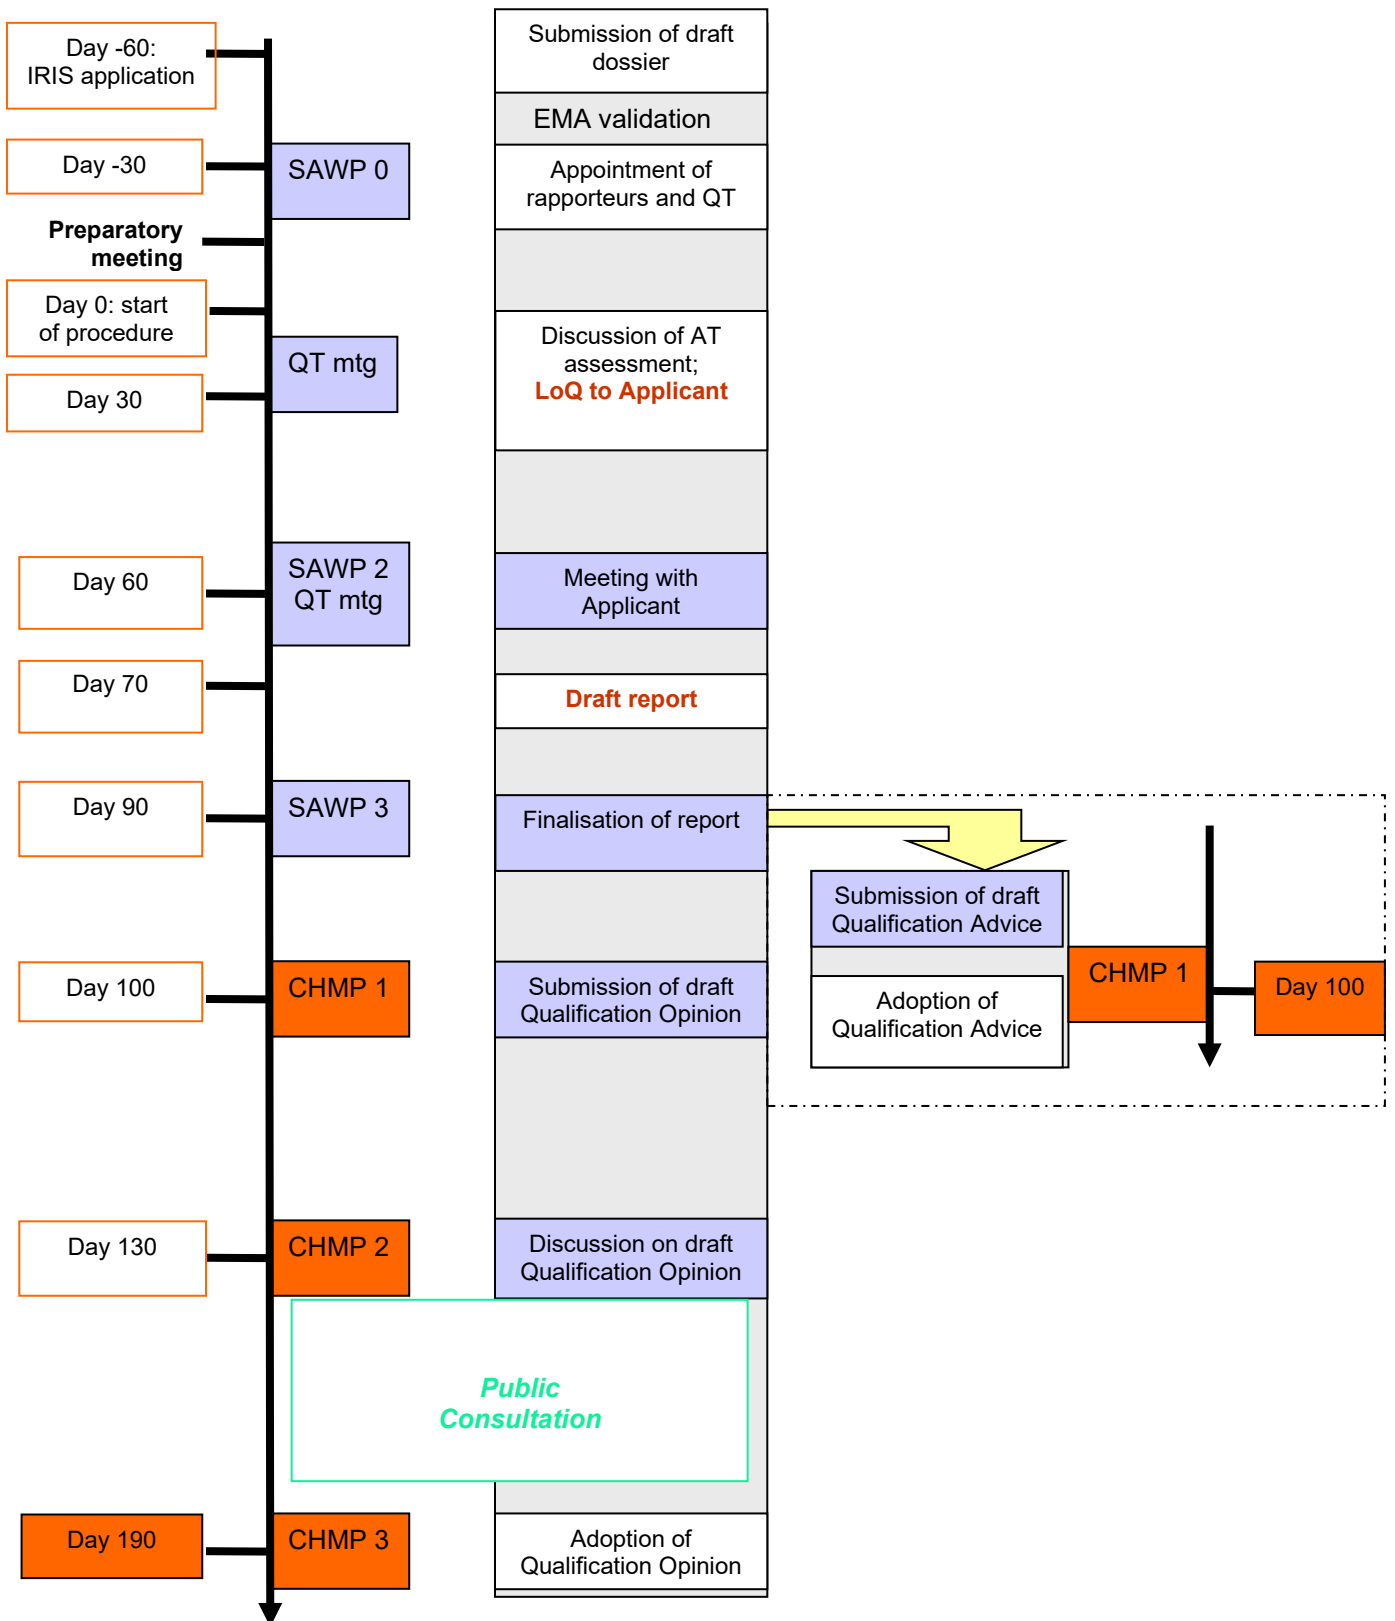 Day -60:
IRIS application
Submission of draft
dossier
EMA validation
Day -30
SAWP 0
Appointment of
rapporteurs and QT
Preparatory
meeting
Day 0: start
of procedure
QT mtg
Discussion of AT
assessment;
LoQ to Applicant
Day 30
Day 60
SAWP 2
QT mtg
Meeting with
Applicant
Day 70
Draft report
Day 90
SAWP 3
Finalisation of report
Submission of draft
Qualification Advice
Day 100
CHMP 1
Submission of draft
Qualification Opinion
Adoption of
Qualification Advice
CHMP 1
Day 100
Day 130
CHMP 2
Discussion on draft
Qualification Opinion
Public
Consultation
Day 190
CHMP 3
Adoption of
Qualification Opinion